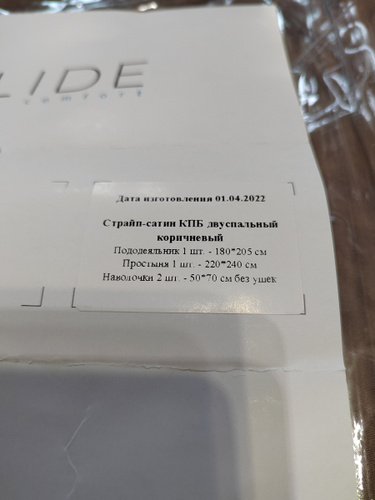 LIDE
comfort
Дата изготовления 01.04.2022
Страйп-сатин КПБ двуспальный
коричневый
Пододеяльник 1 шт. - 180*205 см
Простыня 1 шт. - 220*240 см
Наволочки 2 шт. - 50*70 см без ушек